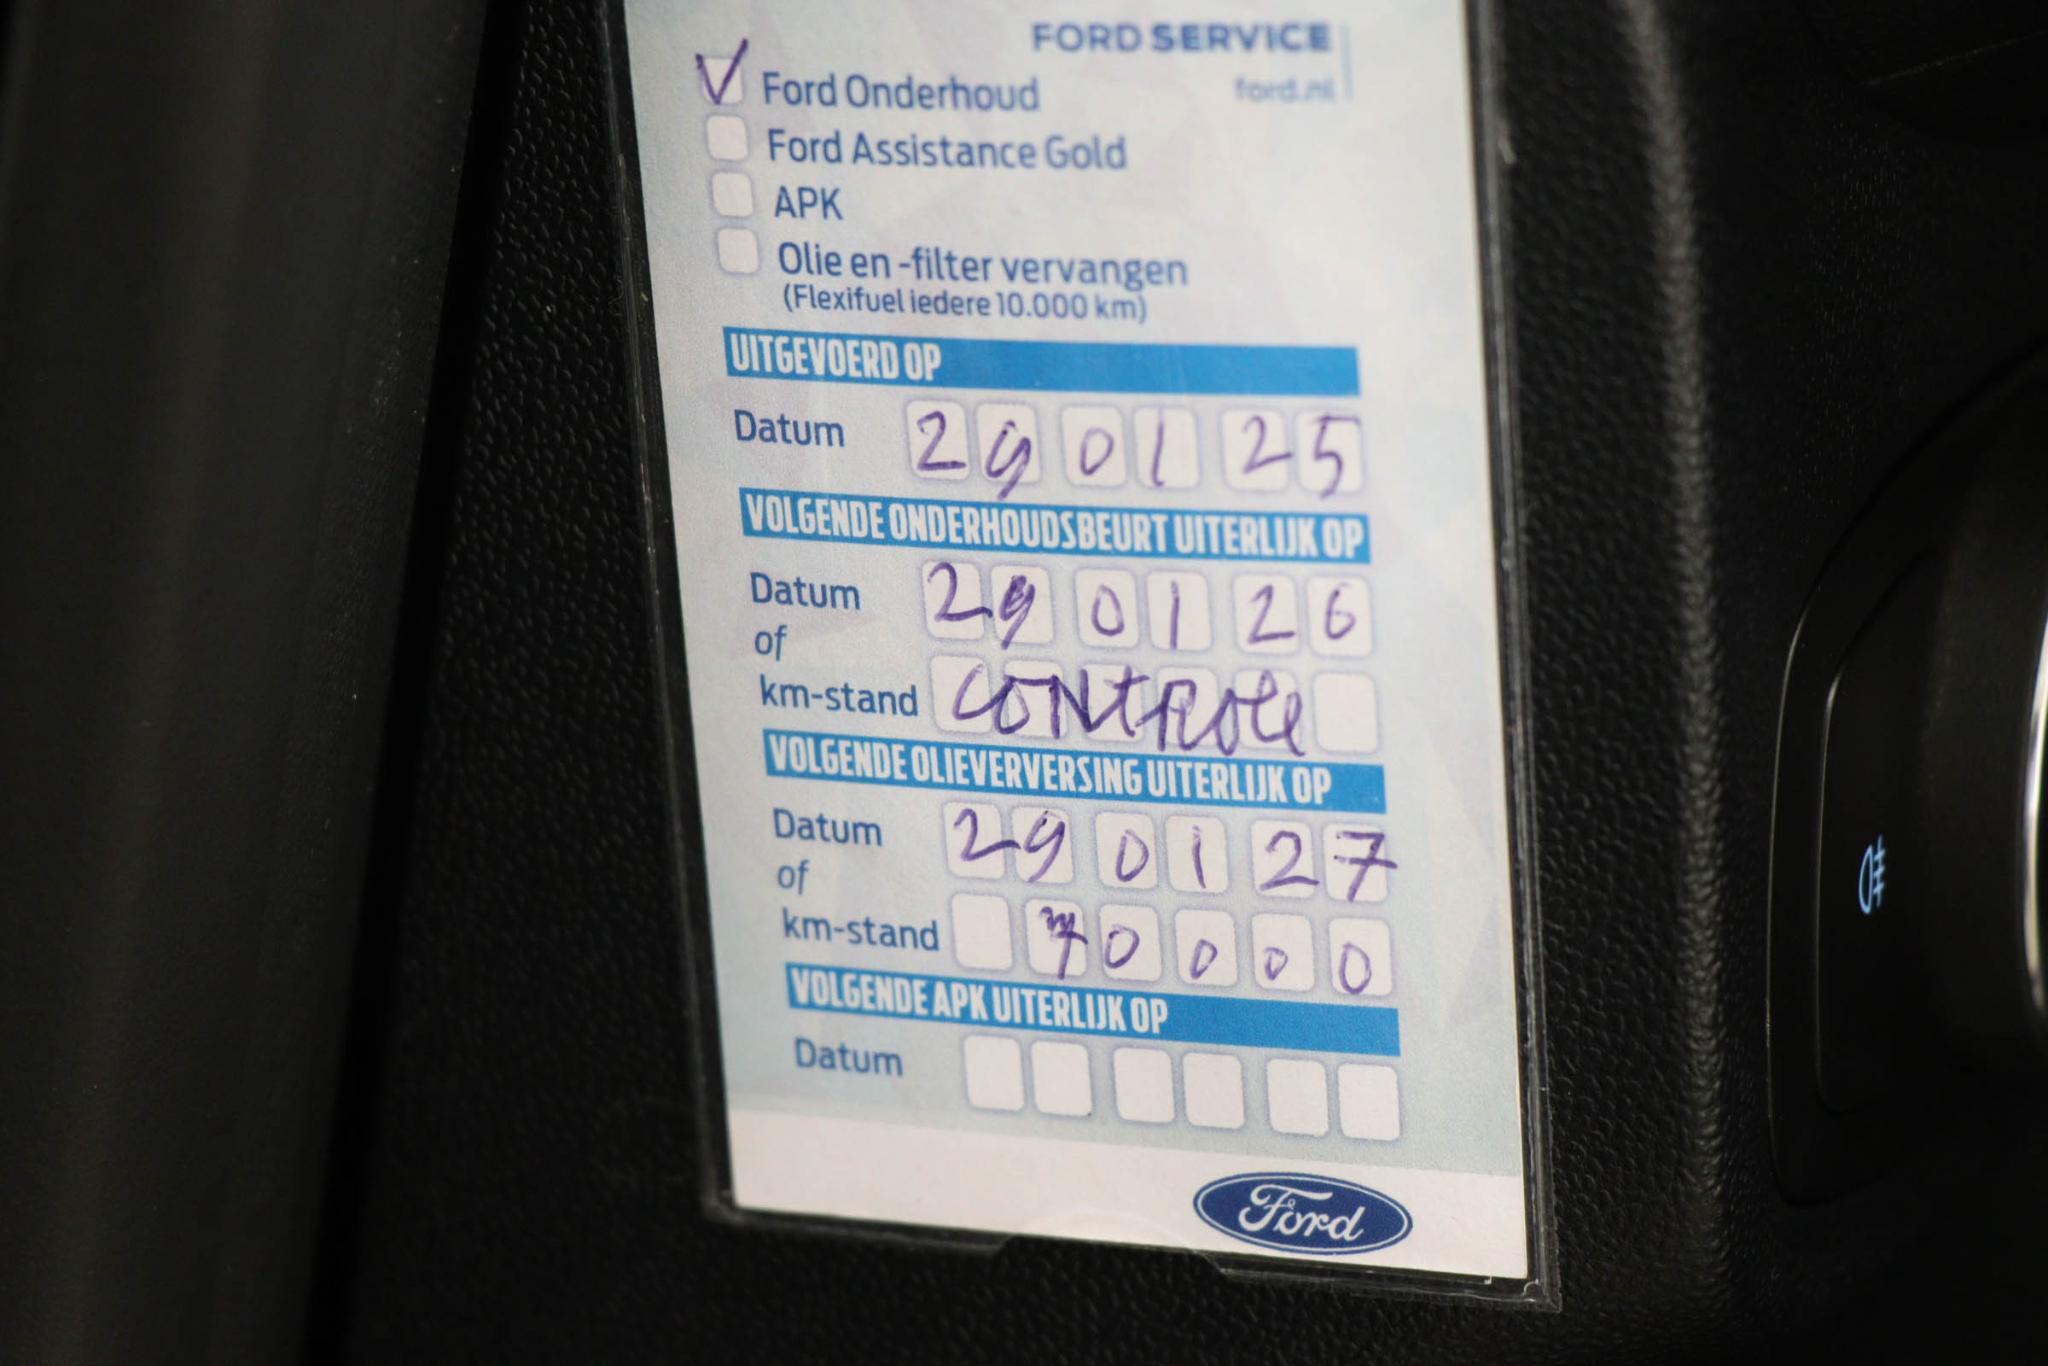 FORD SERVICE
ford.nl
Ford Onderhoud
Ford Assistance Gold
APK
Olie en -filter vervangen
(Flexifuel iedere 10.000 km)
UITGEVOERD OP
Datum 29 01 25
VOLGENDE ONDERHOUDSBEURT UITERLIJK OP
Datum 29 01 26
of
km-stand CONTROLE
VOLGENDE OLIEVERVERSING UITERLIJK OP
Datum 29 01 27
of
km-stand 70000
VOLGENDE APK UITERLIJK OP
Datum
Ford